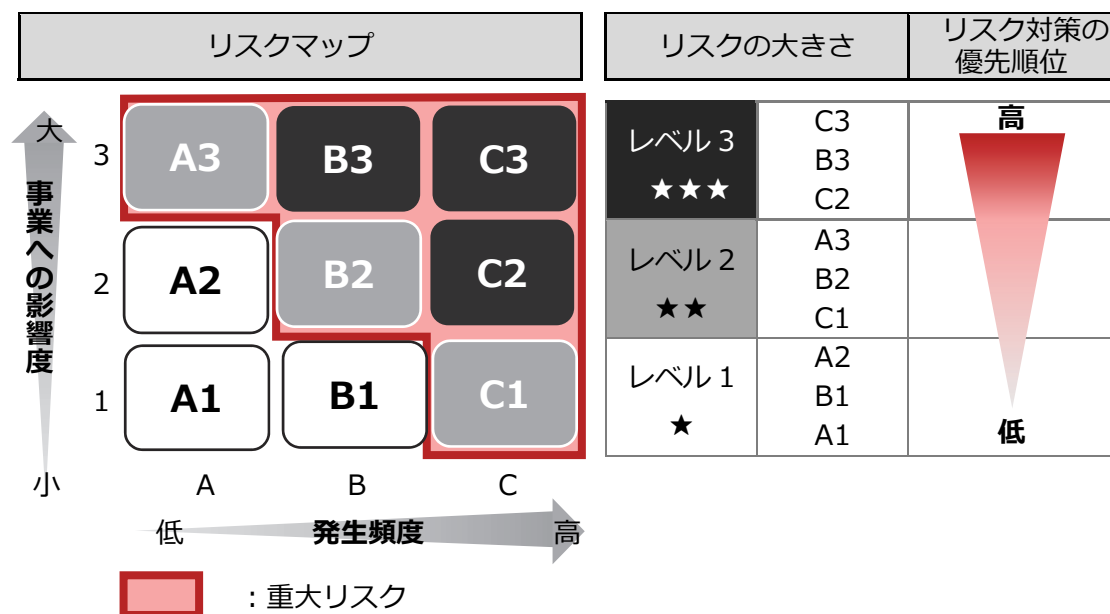 リスクマップ
大
事業への影響度
小
3
2
1
A3
B3
C3
A2
B2
C2
A1
B1
C1
A
B
C
低
発生頻度
高
：重大リスク
リスクの大きさ
リスク対策の
優先順位
レベル3
★★★
C3
B3
C2
レベル2
★★
A3
B2
C1
レベル1
★
A2
B1
A1
高
低